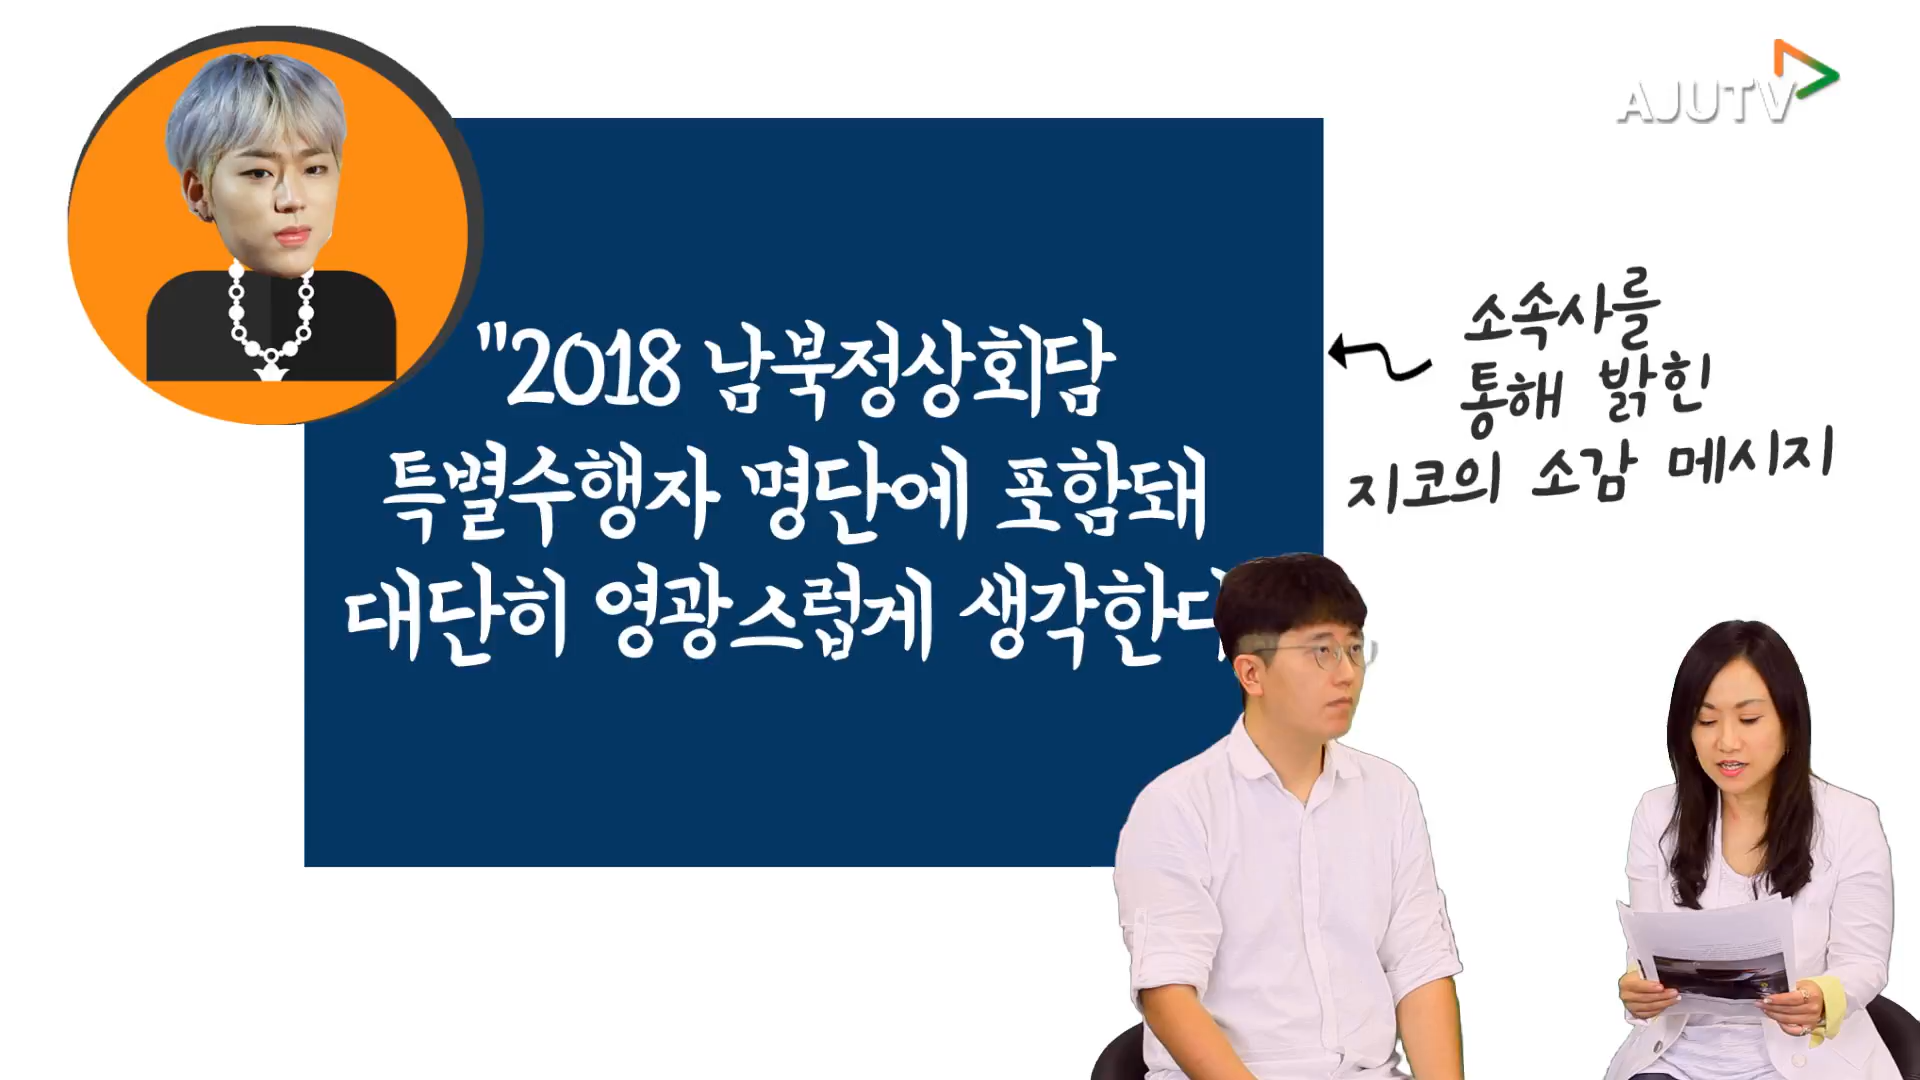 AJUTV
"2018 남북정상회담
특별수행자 명단에 포함돼
대단히 영광스럽게 생각한다
소속사를
통해 밝힌
지코의 소감 메시지